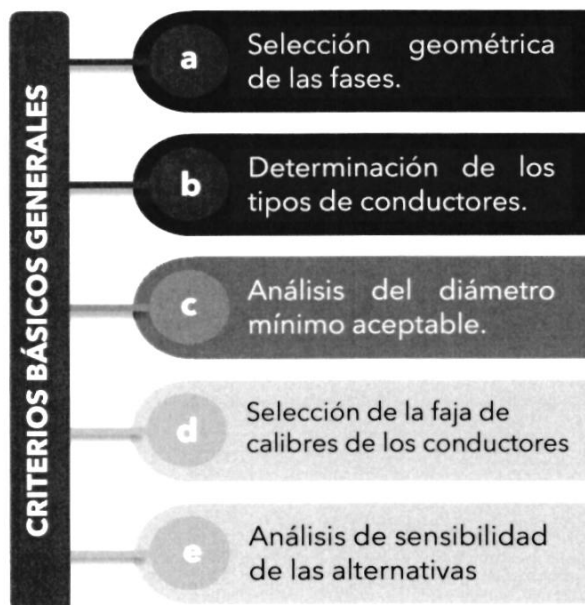 CRITERIOS BÁSICOS GENERALES
a
Selección geométrica
de las fases.
b
Determinación de los
tipos de conductores.
c
Análisis del diámetro
mínimo aceptable.
d
Selección de la faja de
calibres de los conductores
e
Análisis de sensibilidad
de las alternativas